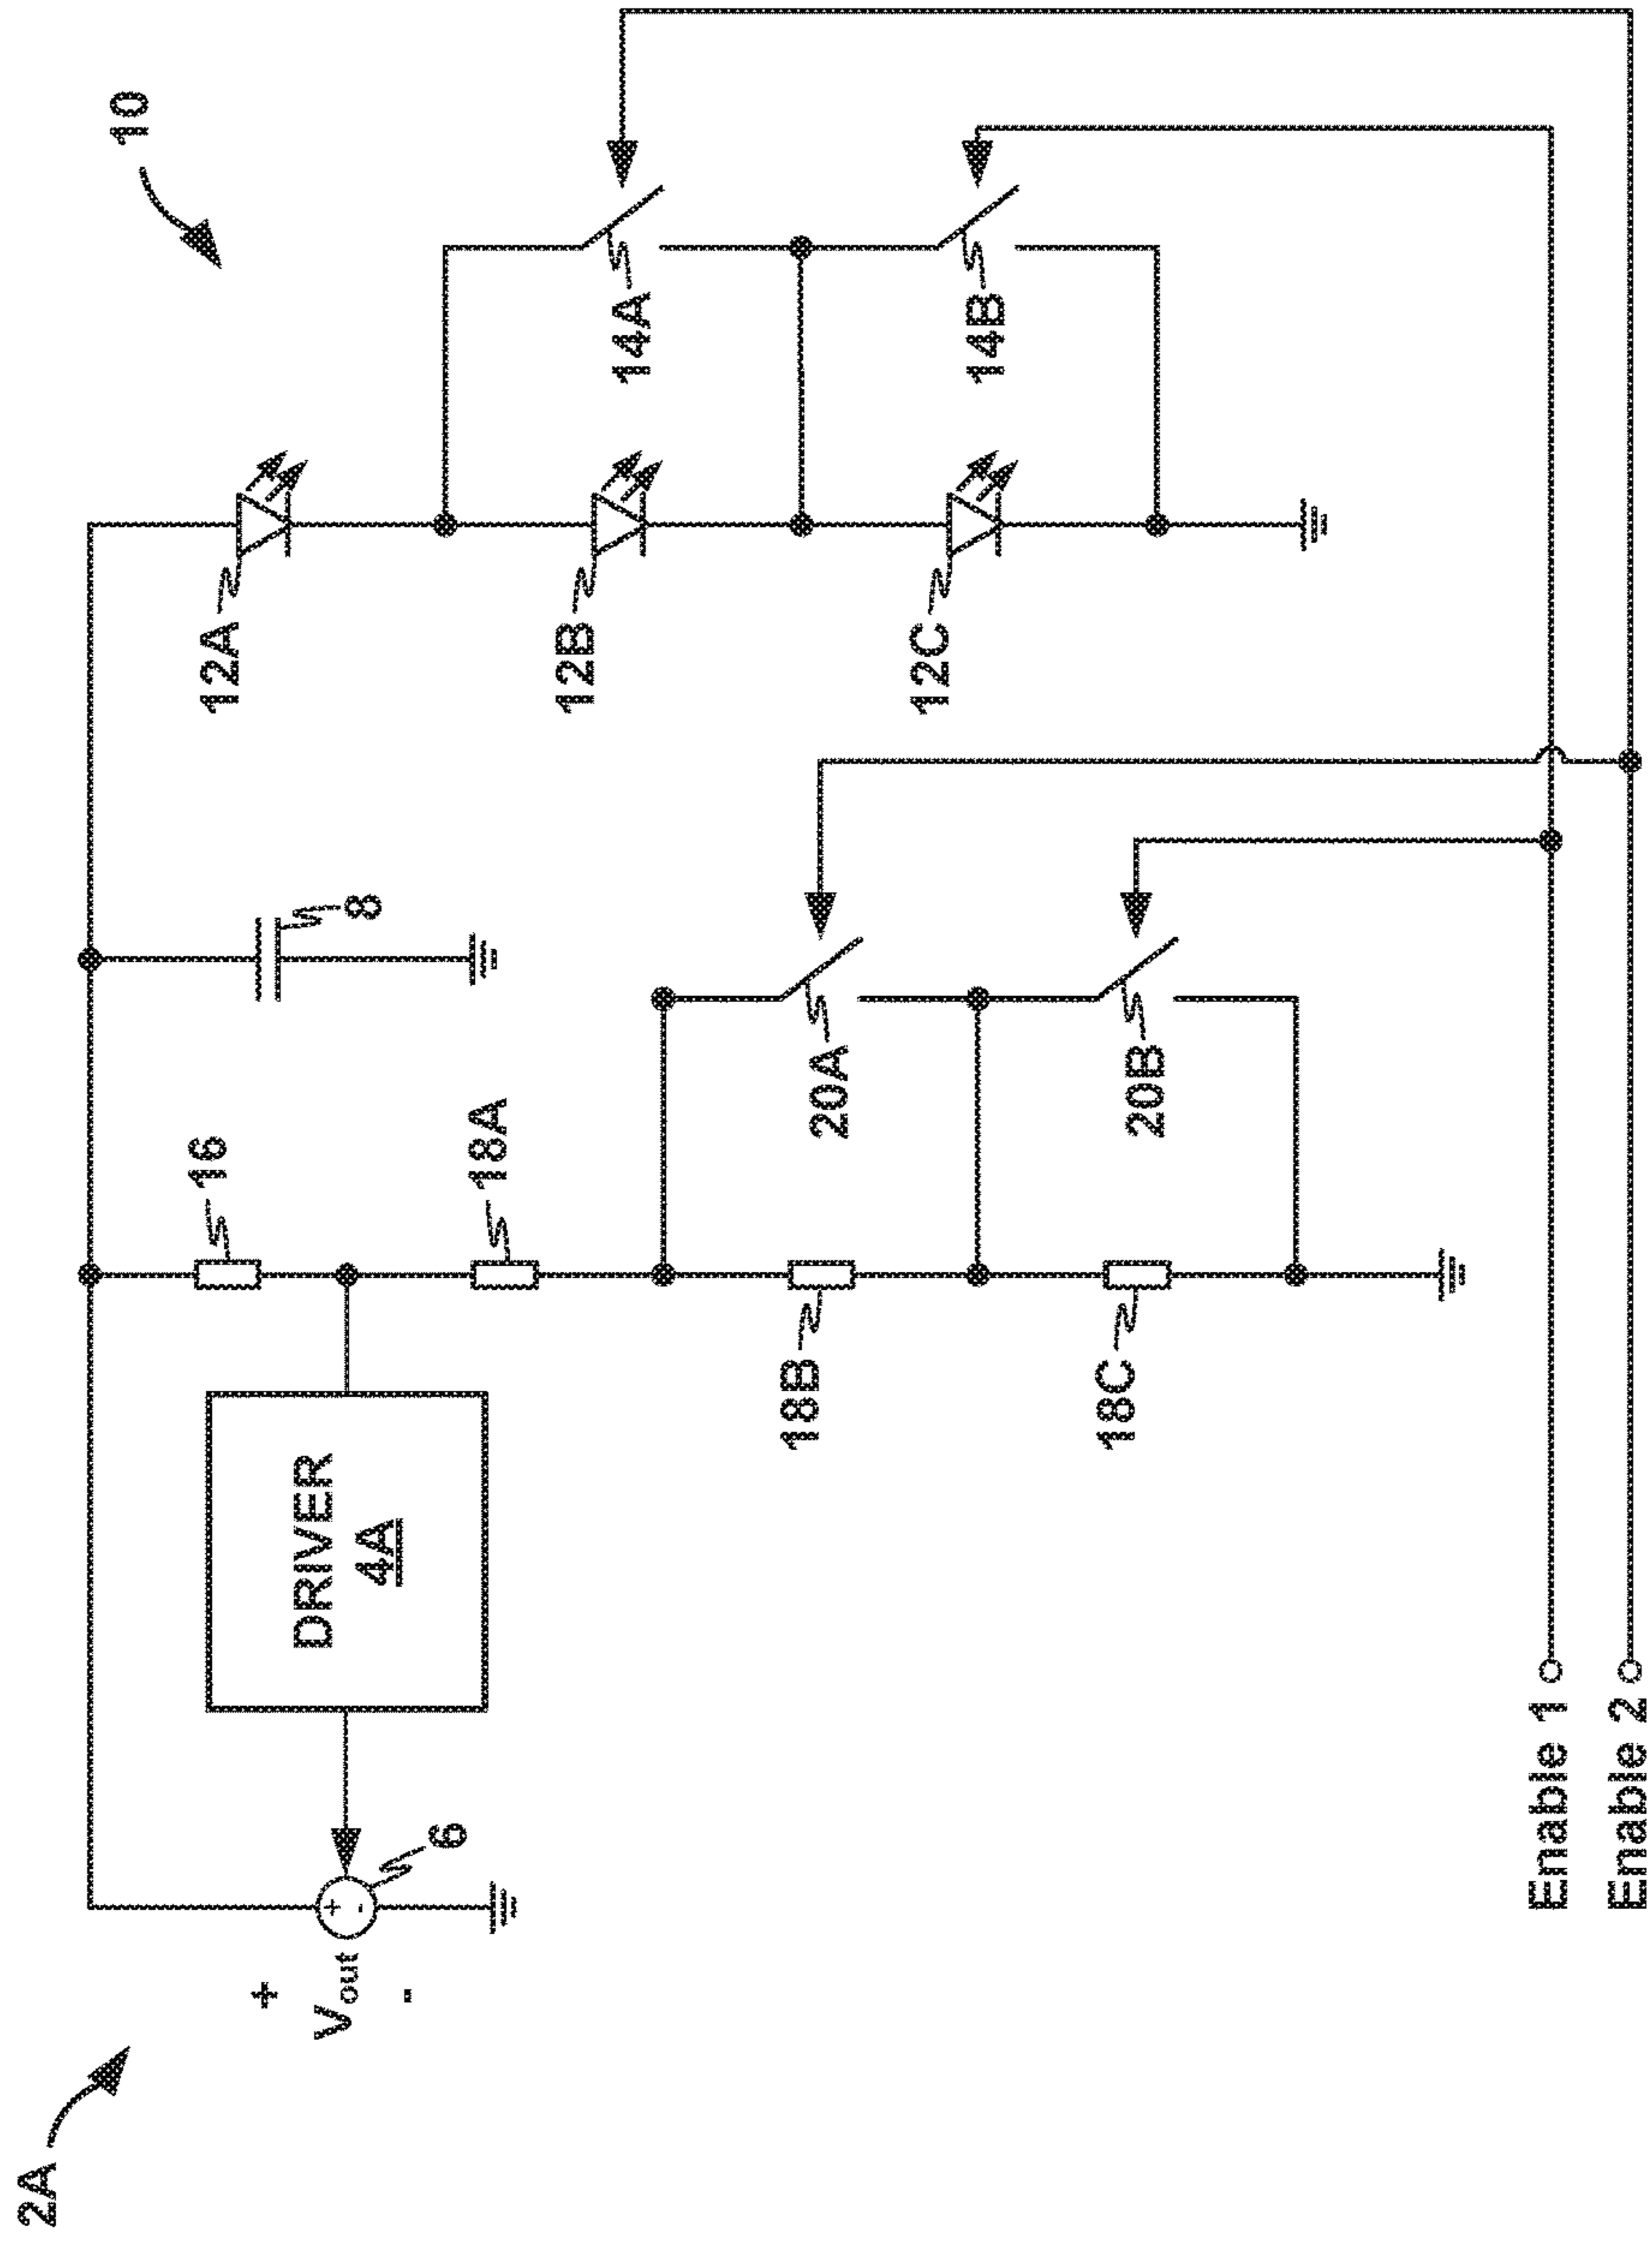 2A
+
Vout
-
+
-
6
DRIVER
4A
16
18A
18B
18C
20A
20B
8
12A
12B
12C
14A
14B
10
Enable 1
Enable 2